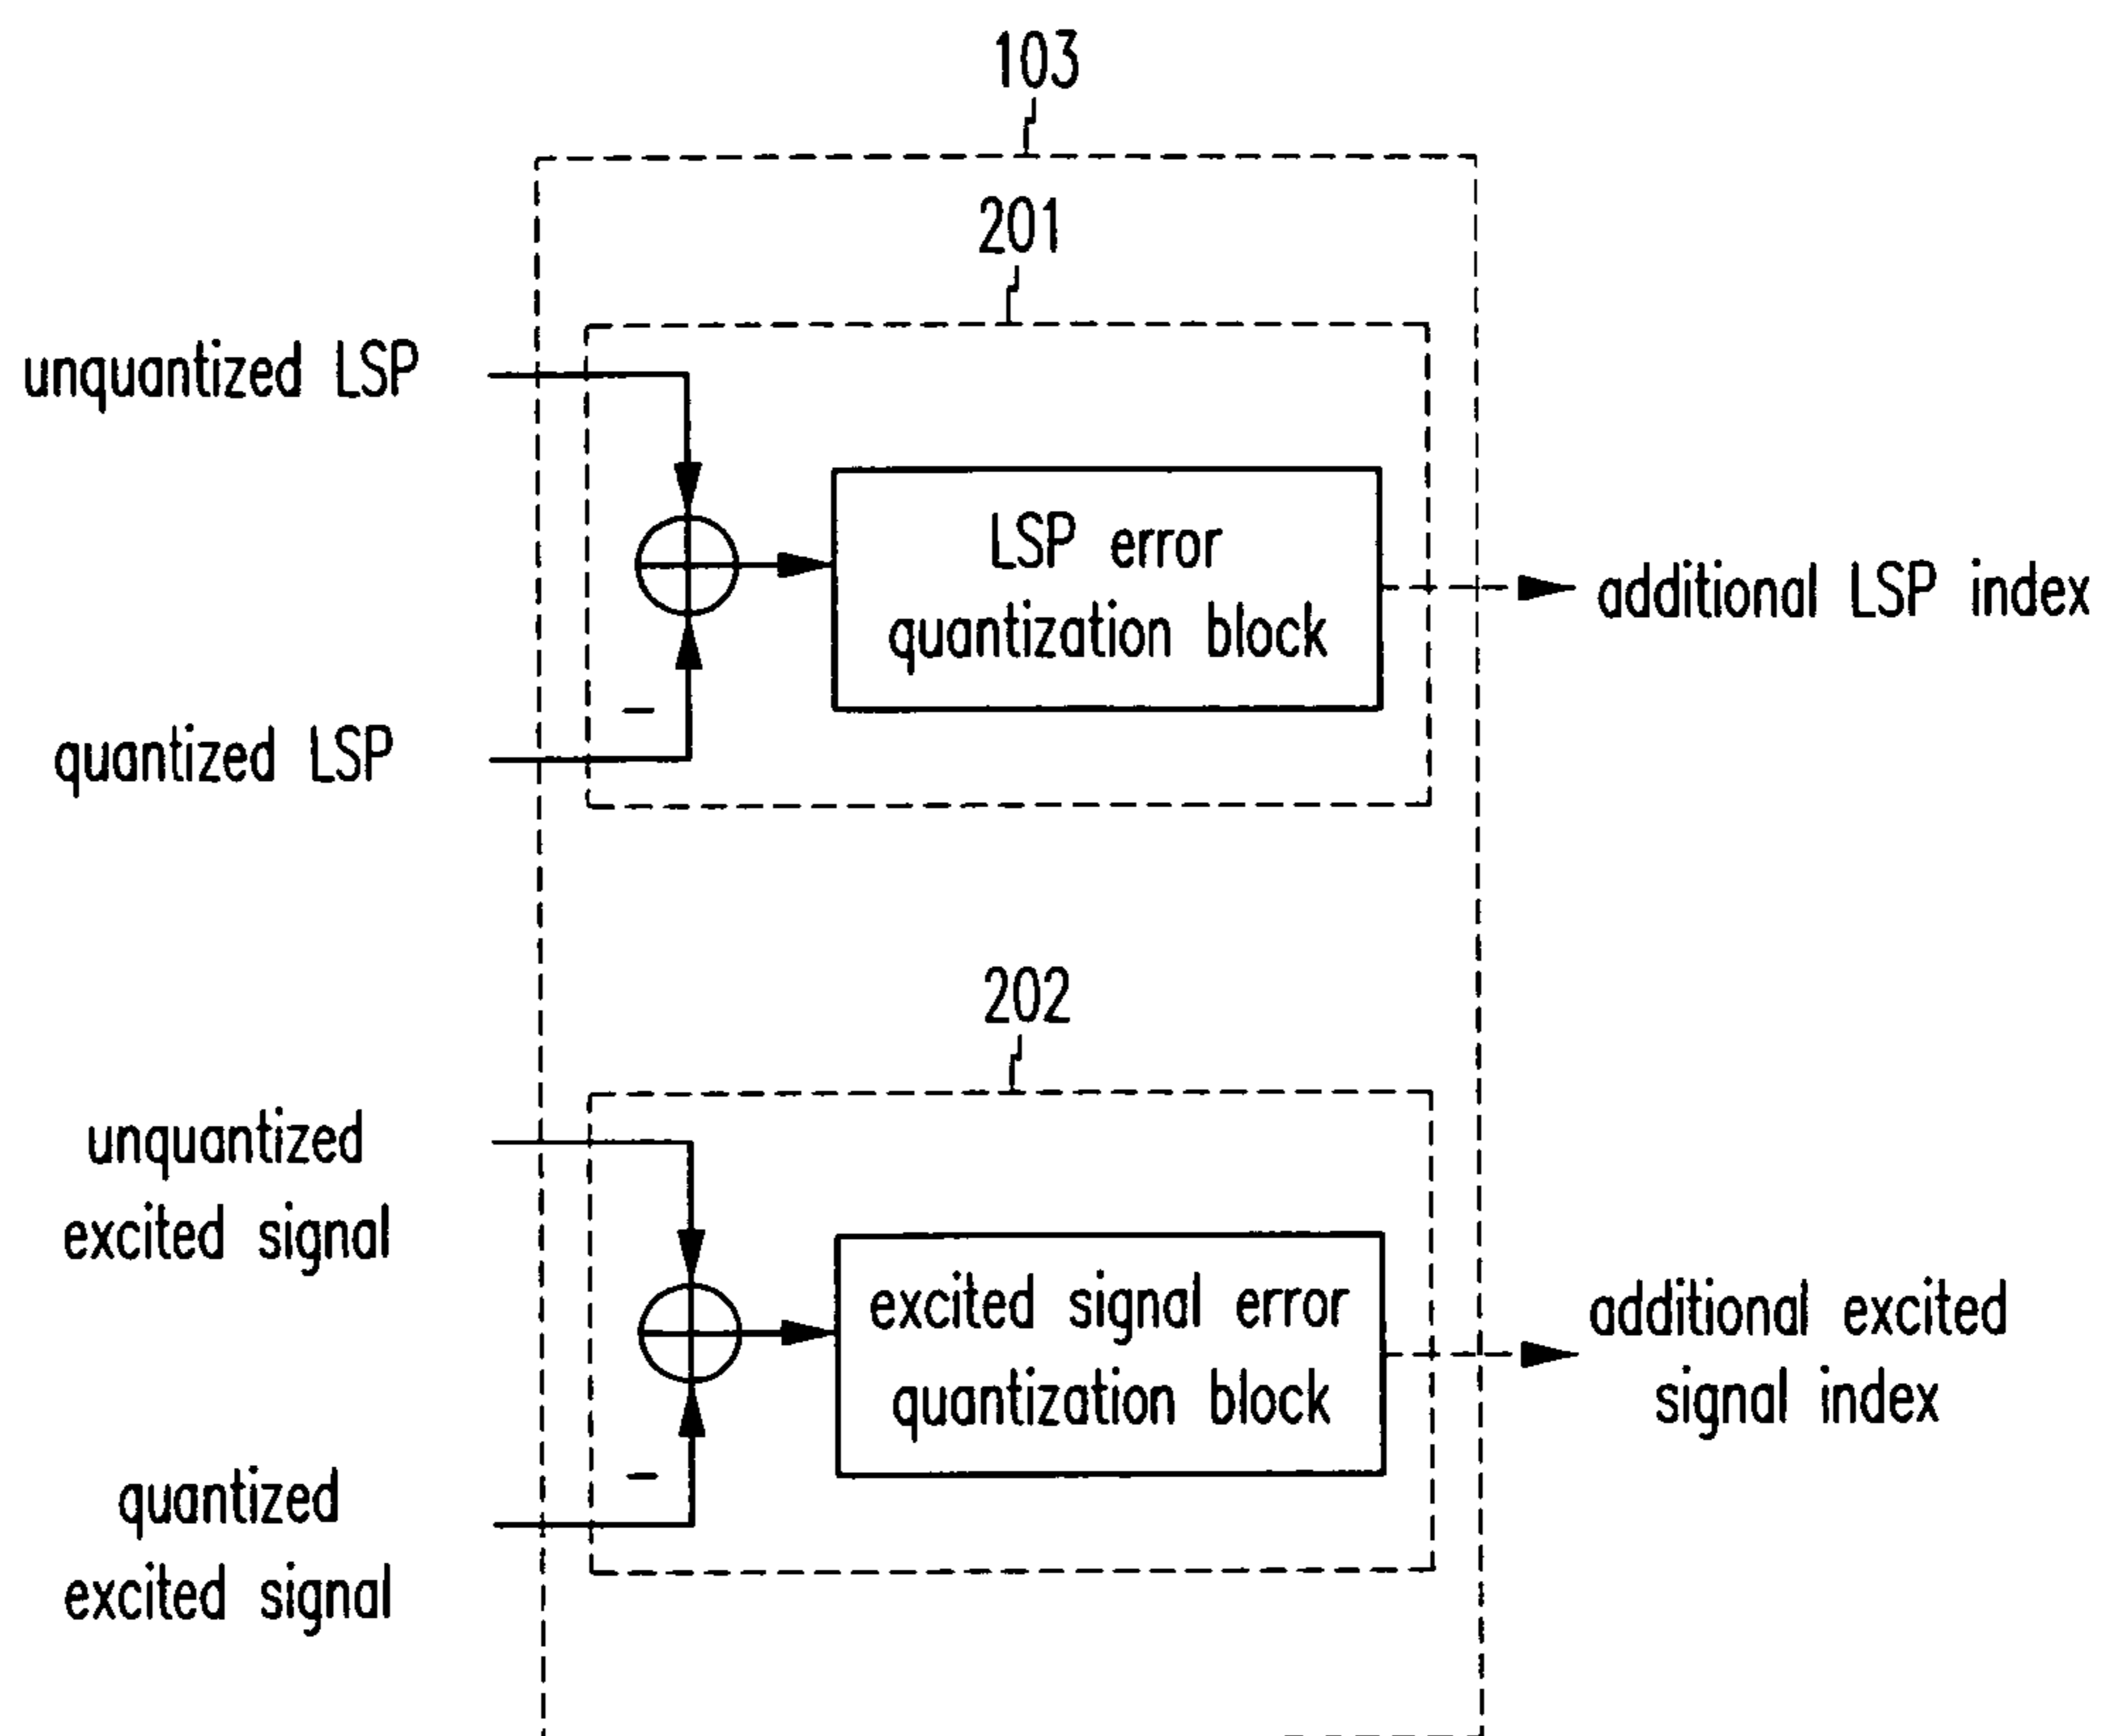 103
201
unquantized LSP
LSP error
quantization block
additional LSP index
–
quantized LSP
202
unquantized
excited signal
excited signal error
quantization block
additional excited
signal index
–
quantized
excited signal